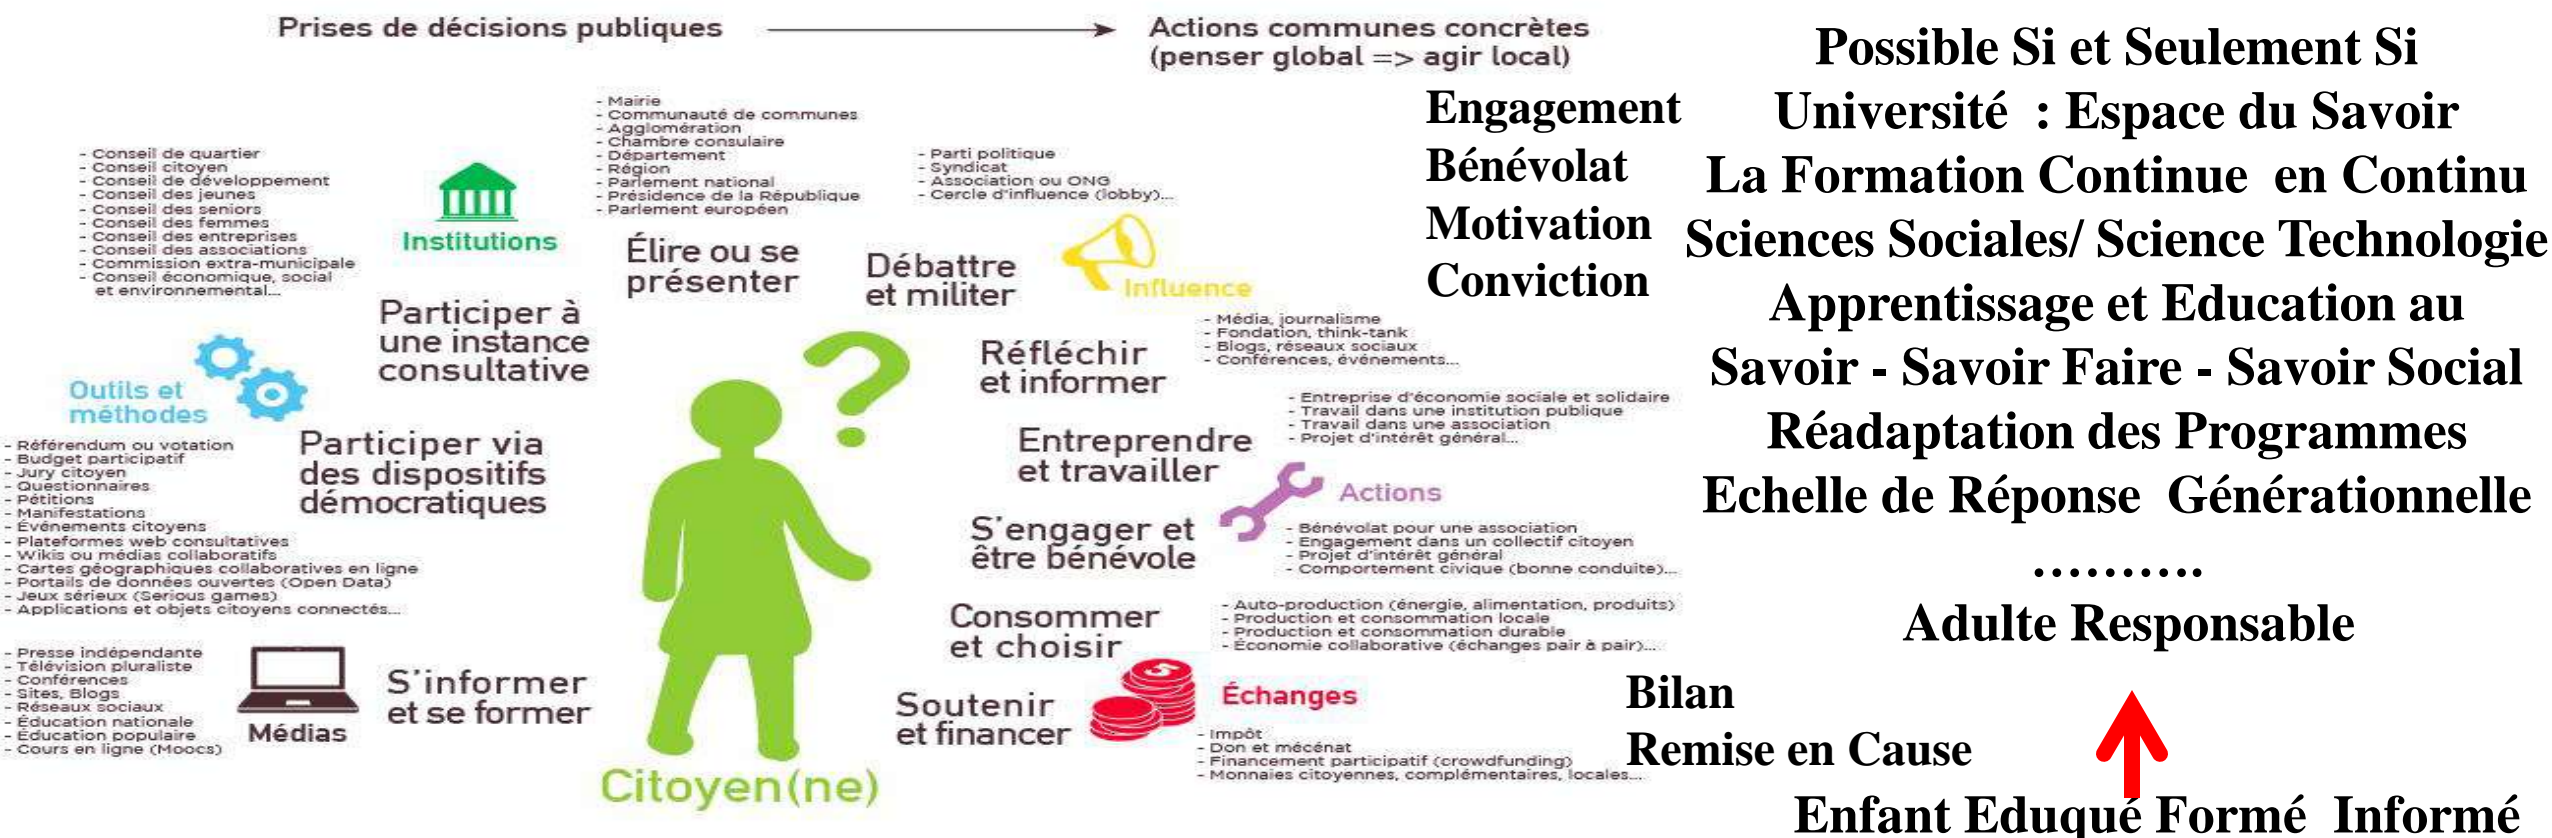 Prises de décisions publiques
Actions communes concrètes
(penser global => agir local)
- Conseil de quartier
- Conseil citoyen
- Conseil de développement
- Conseil des jeunes
- Conseil des seniors
- Conseil des femmes
- Conseil des entreprises
- Conseil des associations
- Commission extra-municipale
- Conseil économique, social
et environnemental...
Institutions
Participer à
une instance
consultative
- Mairie
- Communauté de communes
- Agglomération
- Chambre consulaire
- Département
- Région
- Parlement national
- Présidence de la République
- Parlement européen
Élire ou se
présenter
- Parti politique
- Syndicat
- Association ou ONG
- Cercle d'influence (lobby)...
Débattre
et militer
Influence
- Média, journalisme
- Fondation, think-tank
- Blogs, réseaux sociaux
- Conférences, événements...
Réfléchir
et informer
Outils et
méthodes
- Référendum ou votation
- Budget participatif
- Jury citoyen
- Questionnaires
- Pétitions
- Manifestations
- Événements citoyens
- Plateformes web consultatives
- Wikis ou médias collaboratifs
- Cartes géographiques collaboratives en ligne
- Portails de données ouvertes (Open Data)
- Jeux sérieux (Serious games)
- Applications et objets citoyens connectés...
Participer via
des dispositifs
démocratiques
- Entreprise d'économie sociale et solidaire
- Travail dans une institution publique
- Travail dans une association
- Projet d'intérêt général...
Entreprendre
et travailler
Actions
S'engager et
être bénévole
- Bénévolat pour une association
- Engagement dans un collectif citoyen
- Projet d'intérêt général
- Comportement civique (bonne conduite)...
Consommer
et choisir
- Auto-production (énergie, alimentation, produits)
- Production et consommation locale
- Production et consommation durable
- Économie collaborative (échanges pair à pair)...
- Presse indépendante
- Télévision pluraliste
- Conférences
- Sites, Blogs
- Réseaux sociaux
- Éducation nationale
- Éducation populaire
- Cours en ligne (Moocs)
Médias
S'informer
et se former
Soutenir
et financer
Échanges
- Impôt
- Don et mécénat
- Financement participatif (crowdfunding)
- Monnaies citoyennes, complémentaires, locales...
Citoyen(ne)
Engagement
Bénévolat
Motivation
Conviction
Possible Si et Seulement Si
Université : Espace du Savoir
La Formation Continue en Continu
Sciences Sociales/ Science Technologie
Apprentissage et Education au
Savoir - Savoir Faire - Savoir Social
Réadaptation des Programmes
Echelle de Réponse Générationnelle
……….
Adulte Responsable
Bilan
Remise en Cause
Enfant Eduqué Formé Informé